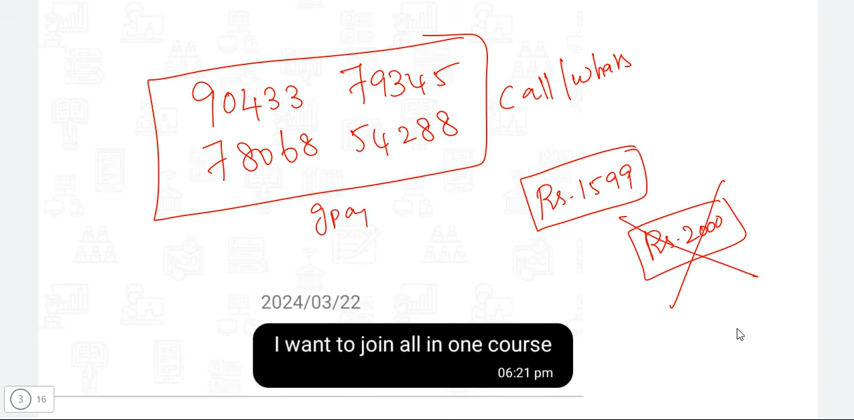 90433 79345
78068 54288
Call/whats
gpay
Rs.1599
Rs.2000
2024/03/22
I want to join all in one course
06:21 pm
3 16